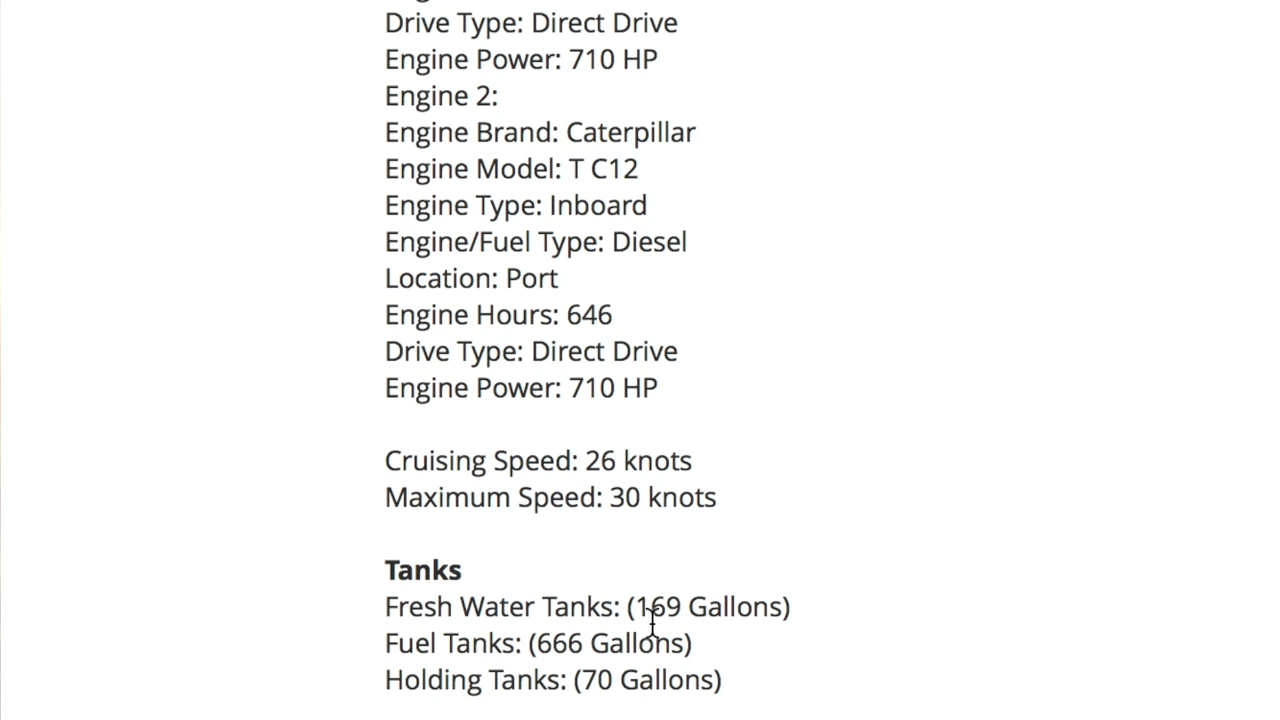 Drive Type: Direct Drive
Engine Power: 710 HP
Engine 2:
Engine Brand: Caterpillar
Engine Model: T C12
Engine Type: Inboard
Engine/Fuel Type: Diesel
Location: Port
Engine Hours: 646
Drive Type: Direct Drive
Engine Power: 710 HP
Cruising Speed: 26 knots
Maximum Speed: 30 knots
Tanks
Fresh Water Tanks: (169 Gallons)
Fuel Tanks: (666 Gallons)
Holding Tanks: (70 Gallons)